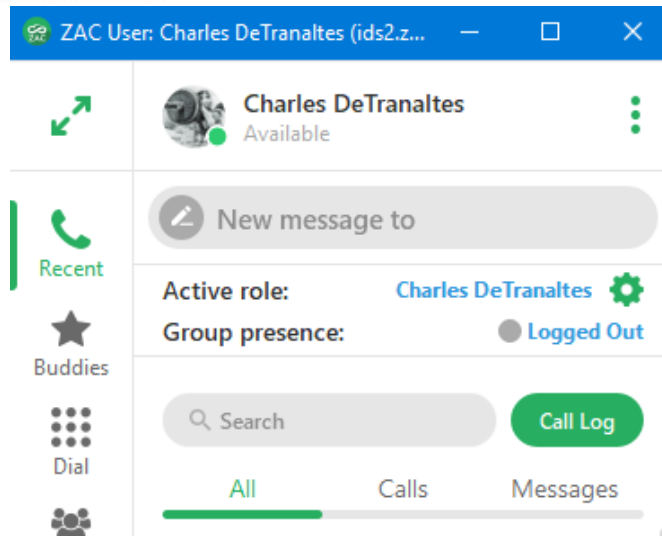 ZAC User: Charles DeTranaltes (ids2.z...
Charles DeTranaltes
Available
New message to
Recent
Active role: Charles DeTranaltes
Group presence: Logged Out
Buddies
Search Call Log
Dial
All Calls Messages